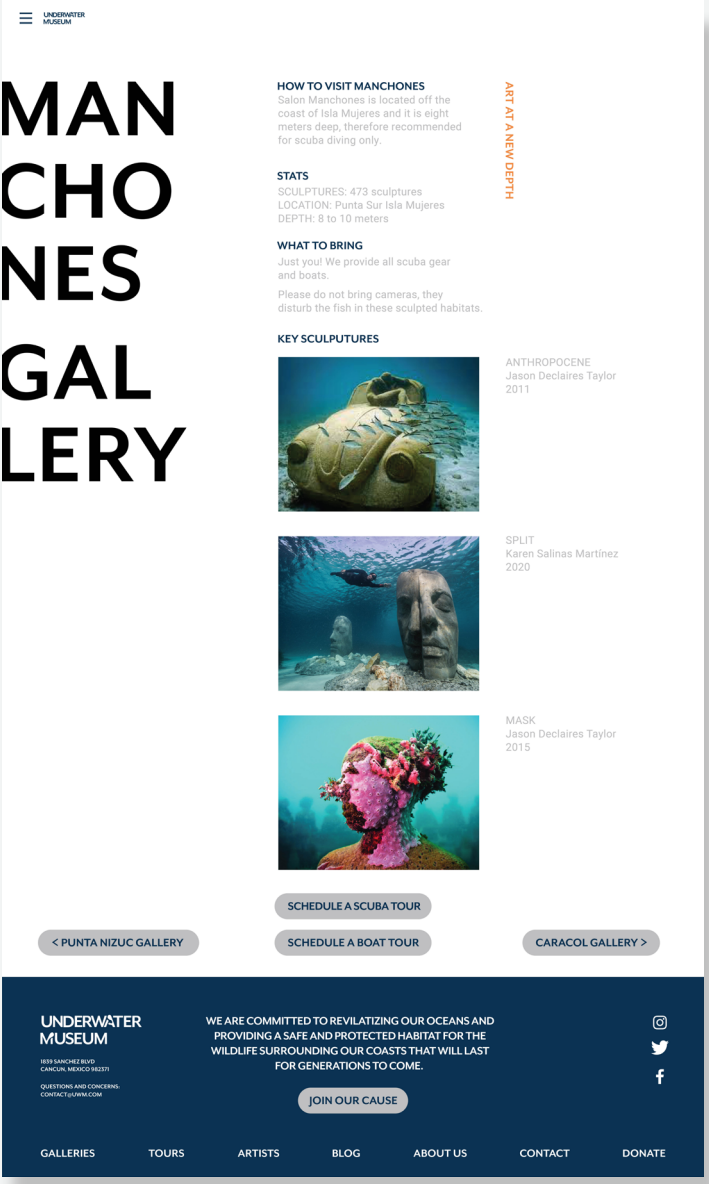 UNDERWATER
MUSEUM
MAN
CHO
NES
GAL
LERY
HOW TO VISIT MANCHONES
Salon Manchones is located off the
coast of Isla Mujeres and it is eight
meters deep, therefore recommended
for scuba diving only.
STATS
SCULPTURES: 473 sculptures
LOCATION: Punta Sur Isla Mujeres
DEPTH: 8 to 10 meters
WHAT TO BRING
Just you! We provide all scuba gear
and boats.
Please do not bring cameras, they
disturb the fish in these sculpted habitats.
ART AT A NEW DEPTH
KEY SCULPUTURES
ANTHROPOCENE
Jason Declaires Taylor
2011
SPLIT
Karen Salinas Martínez
2020
MASK
Jason Declaires Taylor
2015
SCHEDULE A SCUBA TOUR
< PUNTA NIZUC GALLERY
SCHEDULE A BOAT TOUR
CARACOL GALLERY >
UNDERWATER
MUSEUM
1839 SANCHEZ BLVD
CANCUN, MEXICO 982371
QUESTIONS AND CONCERNS:
CONTACT@UWM.COM
WE ARE COMMITTED TO REVILATIZING OUR OCEANS AND
PROVIDING A SAFE AND PROTECTED HABITAT FOR THE
WILDLIFE SURROUNDING OUR COASTS THAT WILL LAST
FOR GENERATIONS TO COME.
JOIN OUR CAUSE
GALLERIES
TOURS
ARTISTS
BLOG
ABOUT US
CONTACT
DONATE